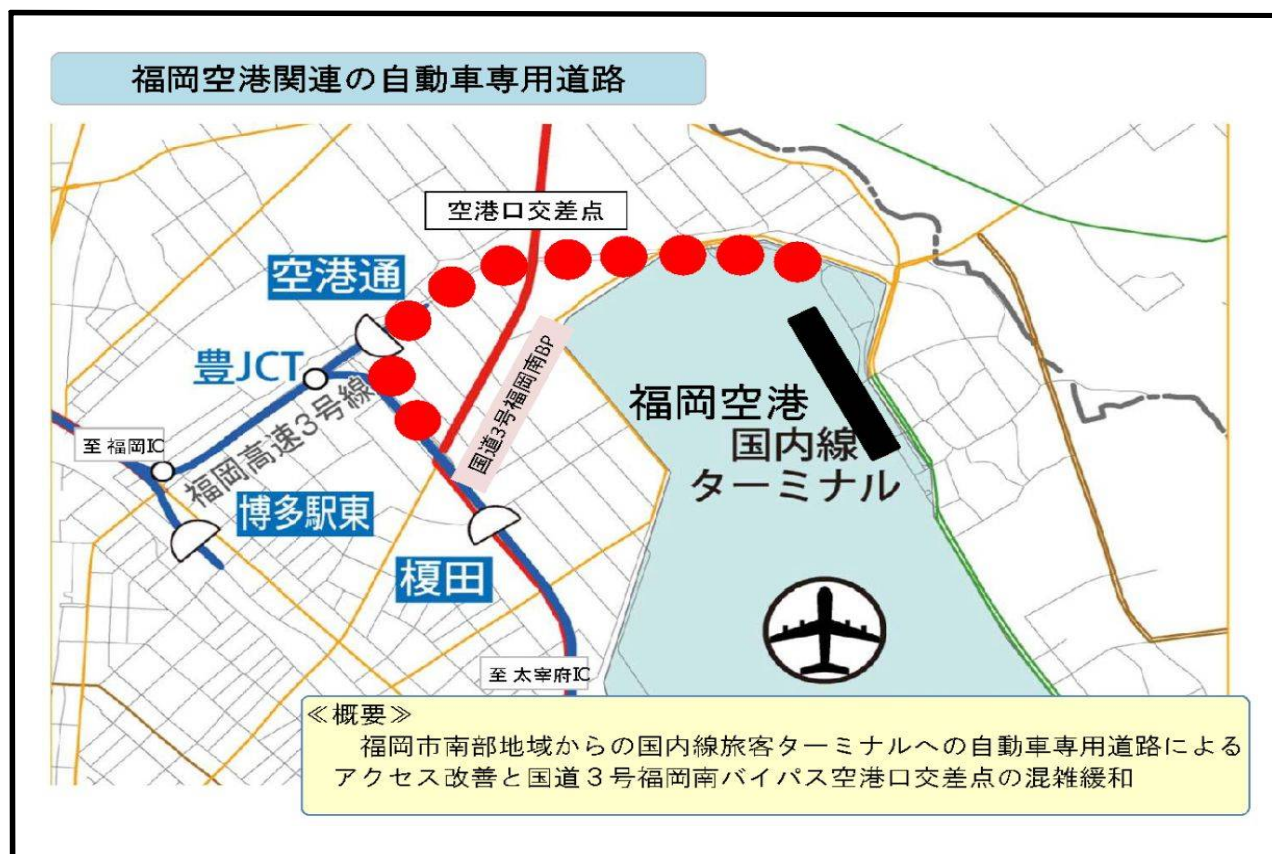 福岡空港関連の自動車専用道路
空港口交差点
空港通
豊JCT
国道3号福岡南BP
福岡高速3号線
至 福岡IC
福岡空港
国内線
ターミナル
博多駅東
榎田
至 太宰府IC
≪概要≫
福岡市南部地域からの国内線旅客ターミナルへの自動車専用道路による
アクセス改善と国道３号福岡南バイパス空港口交差点の混雑緩和